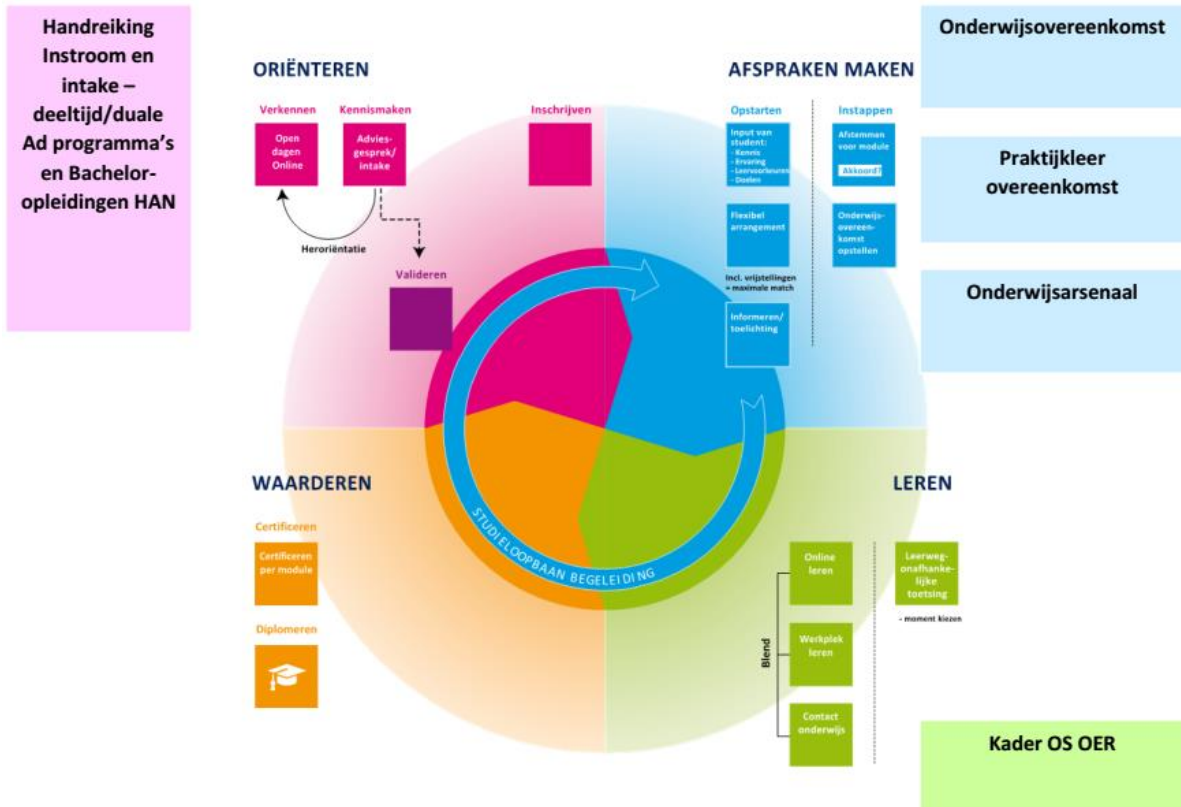 Handreiking
Instroom en
intake –
deeltijd/duale
Ad programma's
en Bachelor-
opleidingen HAN
ORIËNTEREN
Verkennen
Kennismaken
Inschrijven
Open
dagen
Online
Advies-
gesprek/
intake
Heroriëntatie
Valideren
AFSPRAKEN MAKEN
Opstarten
Instappen
Input van
student:
- Kennis
- Ervaring
- Leervoorkeuren
- Doelen
Afstemmen
voor module
Akkoord?
Flexibel
arrangement
Onderwijs-
overeen-
komst
opstellen
Incl. vrijstellingen
= maximale match
Informeren/
toelichting
Onderwijsovereenkomst
Praktijkleer
overeenkomst
Onderwijsarsenaal
STUDIELOOPBAAN BEGELEIDING
WAARDEREN
Certificeren
Certificeren
per module
Diplomeren
LEREN
Online
leren
Leerweg-
onafhanke-
lijke
toetsing
- moment kiezen
Blend
Werkplek
leren
Contact
onderwijs
Kader OS OER